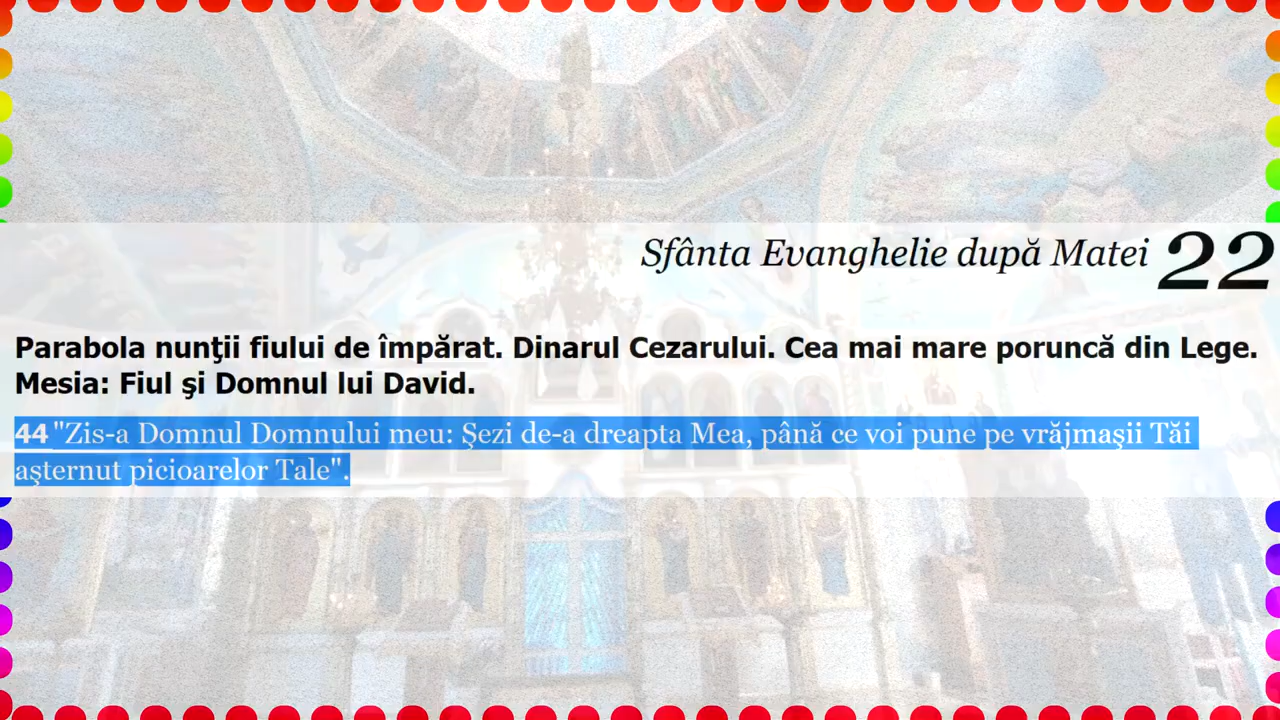 Sfânta Evanghelie după Matei 22
Parabola nunţii fiului de împărat. Dinarul Cezarului. Cea mai mare poruncă din Lege.
Mesia: Fiul şi Domnul lui David.
44 "Zis-a Domnul Domnului meu: Şezi de-a dreapta Mea, până ce voi pune pe vrăjmaşii Tăi
aşternut picioarelor Tale".